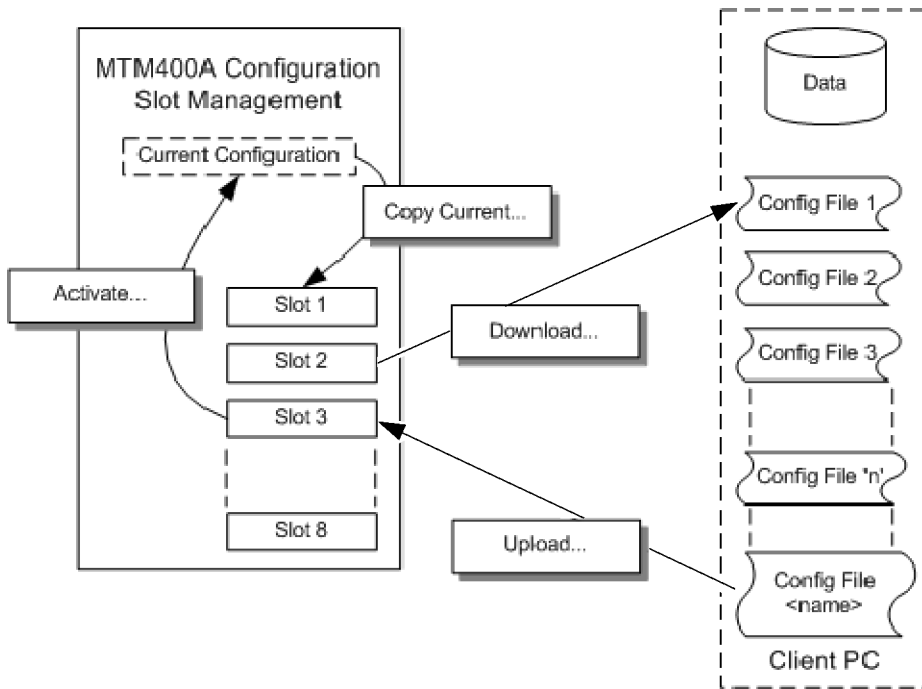 MTM400A Configuration
Slot Management
Current Configuration
Copy Current...
Activate...
Slot 1
Slot 2
Slot 3
Slot 8
Download...
Upload...
Data
Config File 1
Config File 2
Config File 3
Config File 'n'
Config File
<name>
Client PC